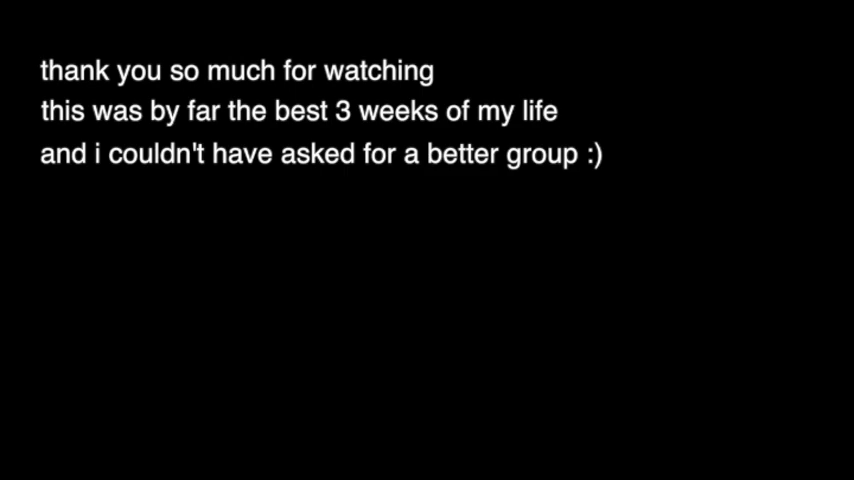 thank you so much for watching
this was by far the best 3 weeks of my life
and i couldn't have asked for a better group :)